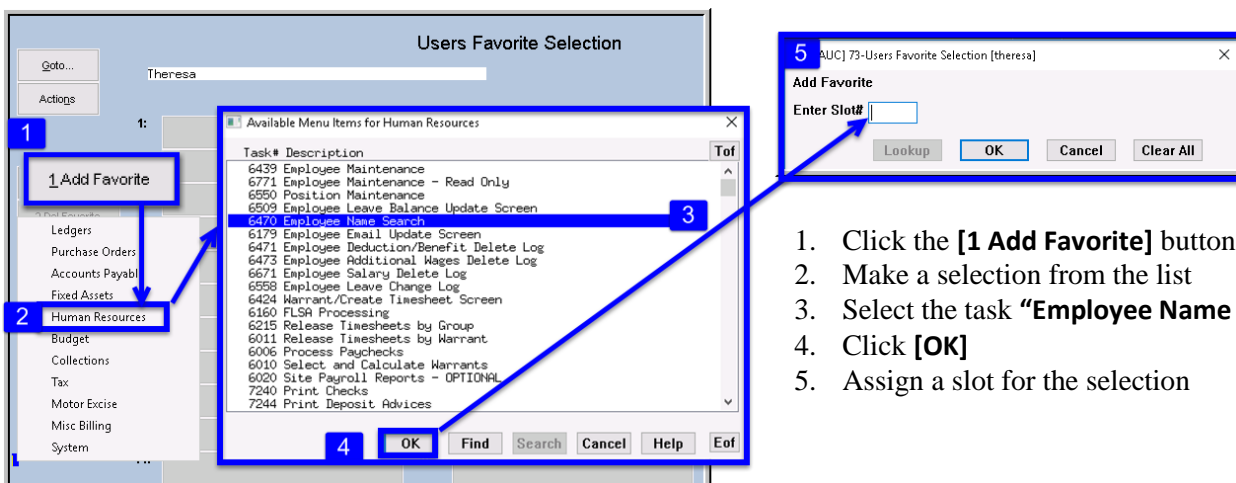 Users Favorite Selection
Goto...
Theresa
Actions
1
1:
1 Add Favorite
Ledgers
Purchase Orders
Accounts Payabl
Fixed Assets
2
Human Resources
Budget
Collections
Tax
Motor Excise
Misc Billing
System
Available Menu Items for Human Resources
Task# Description
Tof
6439 Employee Maintenance
6771 Employee Maintenance - Read Only
6550 Position Maintenance
6509 Employee Leave Balance Update Screen
6470 Employee Name Search
3
6179 Employee Email Update Screen
6471 Employee Deduction/Benefit Delete Log
6473 Employee Additional Wages Delete Log
6671 Employee Salary Delete Log
6558 Employee Leave Change Log
6424 Warrant/Create Timesheet Screen
6160 FLSA Processing
6215 Release Timesheets by Group
6011 Release Timesheets by Warrant
6006 Process Paychecks
6010 Select and Calculate Warrants
6020 Site Payroll Reports - OPTIONAL
7240 Print Checks
7244 Print Deposit Advices
4
OK Find Search Cancel Help Eof
5
AUC] 73-Users Favorite Selection [theresa]
Add Favorite
Enter Slot#
Lookup OK Cancel Clear All
1. Click the [1 Add Favorite] button
2. Make a selection from the list
3. Select the task “Employee Name
4. Click [OK]
5. Assign a slot for the selection